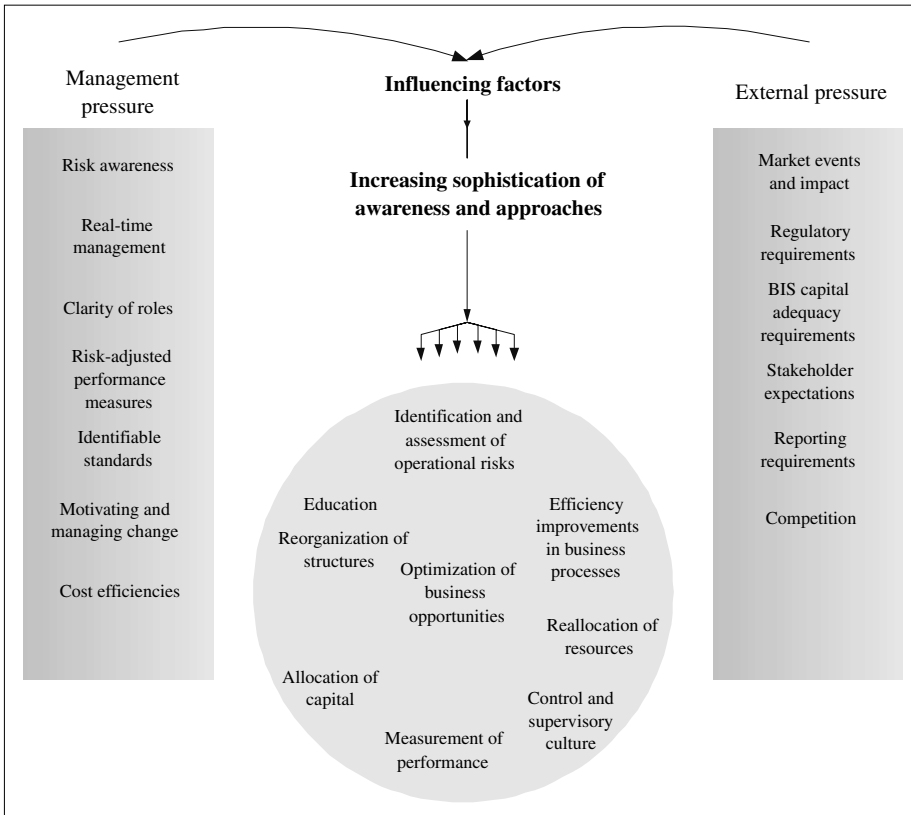 Management
pressure
Risk awareness
Real-time
management
Clarity of roles
Risk-adjusted
performance
measures
Identifiable
standards
Motivating and
managing change
Cost efficiencies
Influencing factors
Increasing sophistication of
awareness and approaches
Identification and
assessment of
operational risks
Education
Reorganization of
structures
Efficiency
improvements
in business
processes
Optimization of
business
opportunities
Reallocation of
resources
Allocation of
capital
Control and
supervisory
culture
Measurement of
performance
External pressure
Market events
and impact
Regulatory
requirements
BIS capital
adequacy
requirements
Stakeholder
expectations
Reporting
requirements
Competition